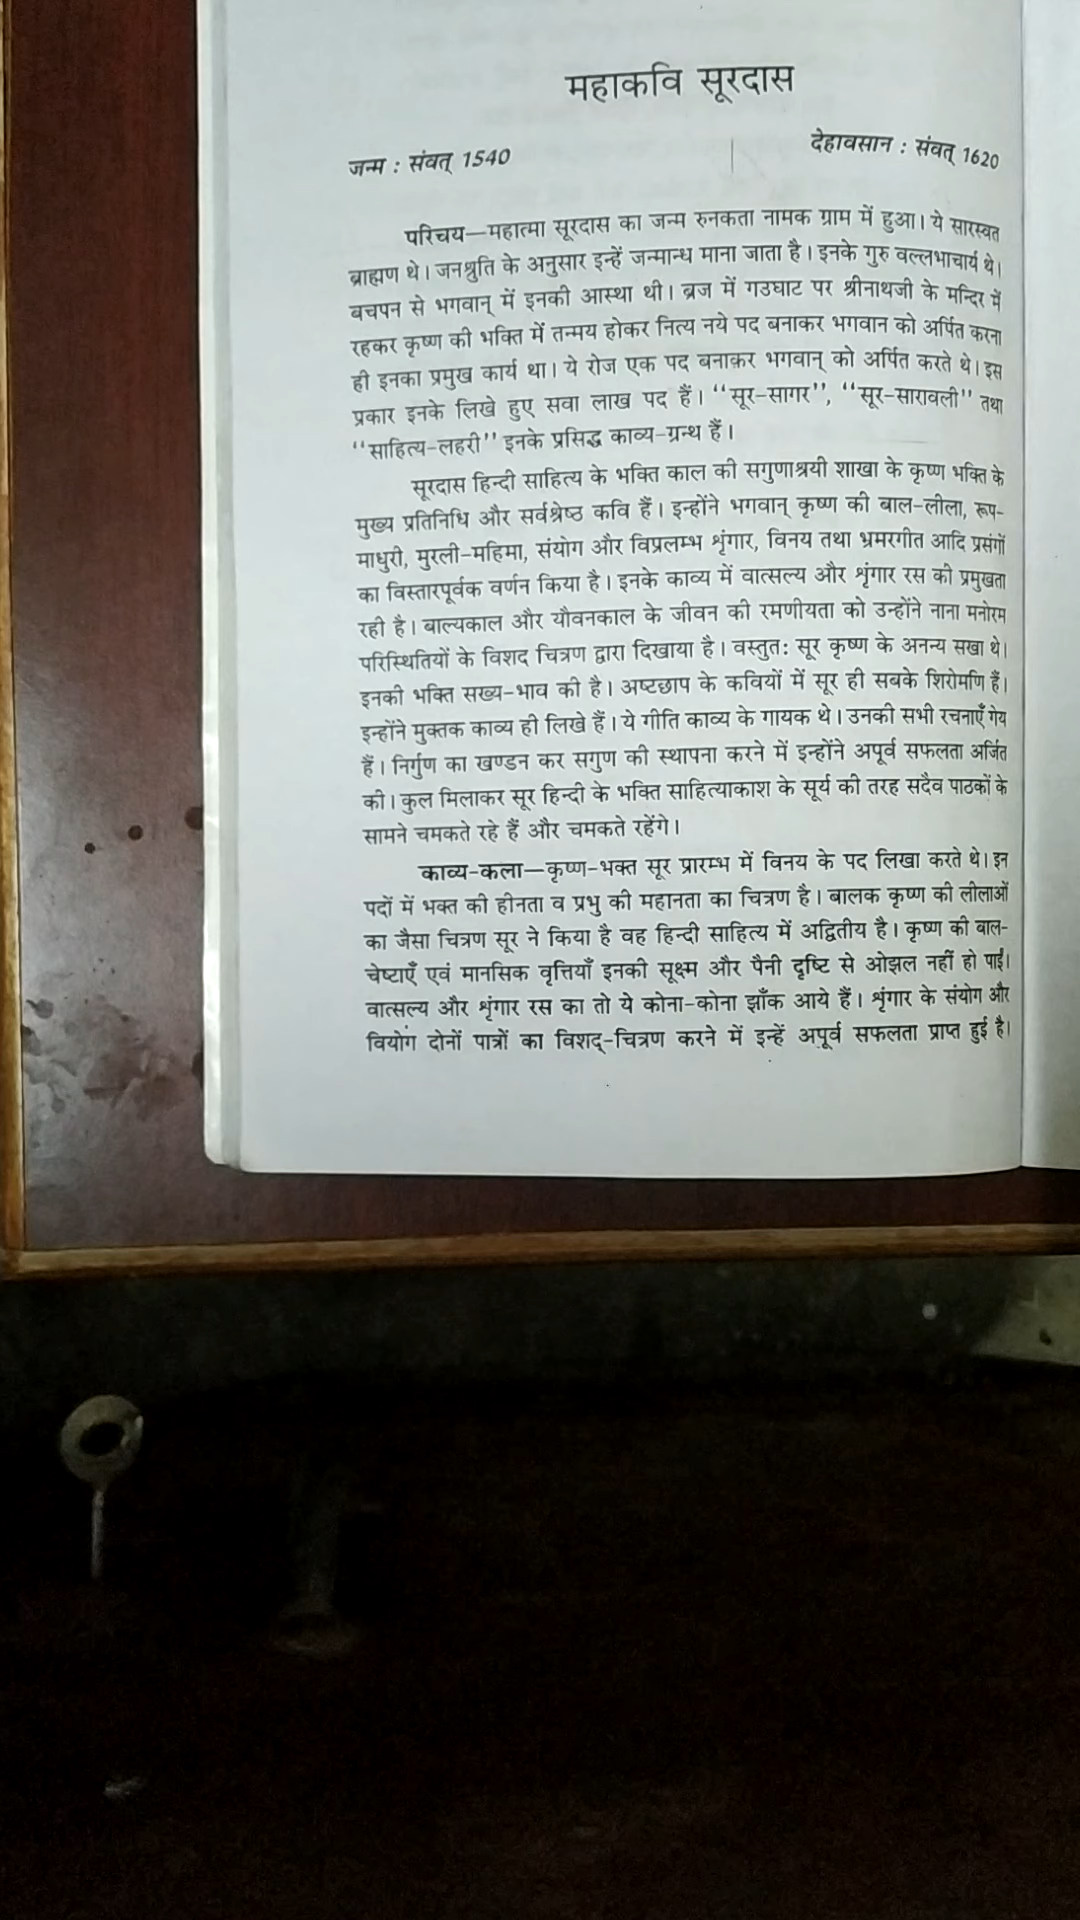 महाकवि सूरदास
जन्म : संवत् 1540 देहावसान : संवत् 1620
परिचय—महात्मा सूरदास का जन्म रुनकता नामक ग्राम में हुआ। ये सारस्वत
ब्राह्मण थे। जनश्रुति के अनुसार इन्हें जन्मान्ध माना जाता है। इनके गुरु वल्लभाचार्य थे।
बचपन से भगवान् में इनकी आस्था थी। ब्रज में गउघाट पर श्रीनाथजी के मन्दिर में
रहकर कृष्ण की भक्ति में तन्मय होकर नित्य नये पद बनाकर भगवान को अर्पित करना
ही इनका प्रमुख कार्य था। ये रोज एक पद बनाकर भगवान् को अर्पित करते थे। इस
प्रकार इनके लिखे हुए सवा लाख पद हैं। ‘‘सूर-सागर’’, ‘‘सूर-सारावली’’ तथा
‘‘साहित्य-लहरी’’ इनके प्रसिद्ध काव्य-ग्रन्थ हैं।
सूरदास हिन्दी साहित्य के भक्ति काल की सगुणाश्रयी शाखा के कृष्ण भक्ति के
मुख्य प्रतिनिधि और सर्वश्रेष्ठ कवि हैं। इन्होंने भगवान् कृष्ण की बाल-लीला, रूप-
माधुरी, मुरली-महिमा, संयोग और विप्रलम्भ शृंगार, विनय तथा भ्रमरगीत आदि प्रसंगों
का विस्तारपूर्वक वर्णन किया है। इनके काव्य में वात्सल्य और शृंगार रस की प्रमुखता
रही है। बाल्यकाल और यौवनकाल के जीवन की रमणीयता को उन्होंने नाना मनोरम
परिस्थितियों के विशद चित्रण द्वारा दिखाया है। वस्तुत: सूर कृष्ण के अनन्य सखा थे।
इनकी भक्ति सख्य-भाव की है। अष्टछाप के कवियों में सूर ही सबके शिरोमणि हैं।
इन्होंने मुक्तक काव्य ही लिखे हैं। ये गीति काव्य के गायक थे। उनकी सभी रचनाएँ गेय
हैं। निर्गुण का खण्डन कर सगुण की स्थापना करने में इन्होंने अपूर्व सफलता अर्जित
की। कुल मिलाकर सूर हिन्दी के भक्ति साहित्याकाश के सूर्य की तरह सदैव पाठकों के
सामने चमकते रहे हैं और चमकते रहेंगे।
काव्य-कला—कृष्ण-भक्त सूर प्रारम्भ में विनय के पद लिखा करते थे। इन
पदों में भक्त की हीनता व प्रभु की महानता का चित्रण है। बालक कृष्ण की लीलाओं
का जैसा चित्रण सूर ने किया है वह हिन्दी साहित्य में अद्वितीय है। कृष्ण की बाल-
चेष्टाएँ एवं मानसिक वृत्तियाँ इनकी सूक्ष्म और पैनी दृष्टि से ओझल नहीं हो पाईं।
वात्सल्य और शृंगार रस का तो ये कोना-कोना झाँक आये हैं। शृंगार के संयोग और
वियोग दोनों पात्रों का विशद्-चित्रण करने में इन्हें अपूर्व सफलता प्राप्त हुई है।